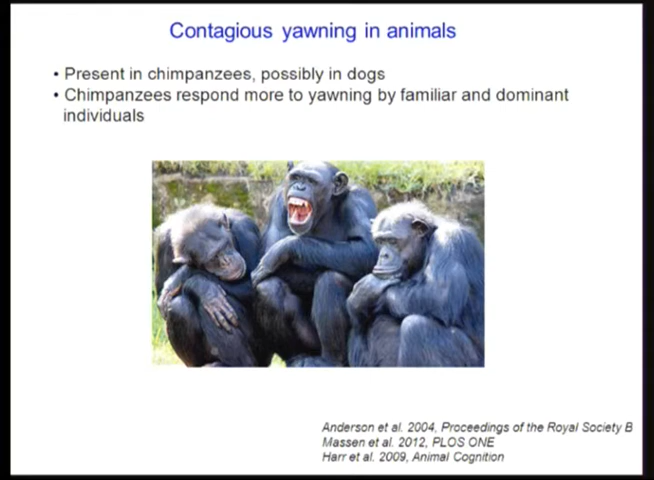 Contagious yawning in animals
• Present in chimpanzees, possibly in dogs
• Chimpanzees respond more to yawning by familiar and dominant
individuals
Anderson et al. 2004, Proceedings of the Royal Society B
Massen et al. 2012, PLOS ONE
Harr et al. 2009, Animal Cognition